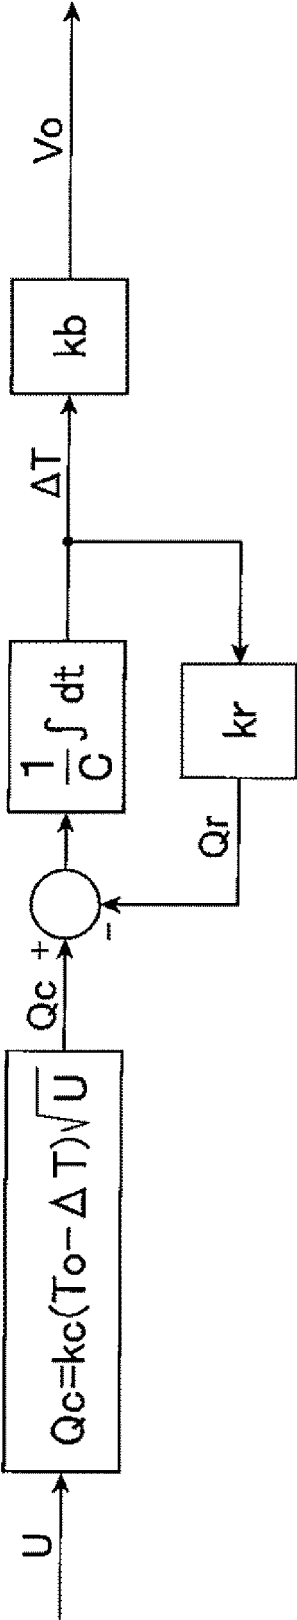 U
Qc=kc(To-ΔT)√U
Qc
+
-
1/C ∫ dt
ΔT
kb
Vo
kr
Qr